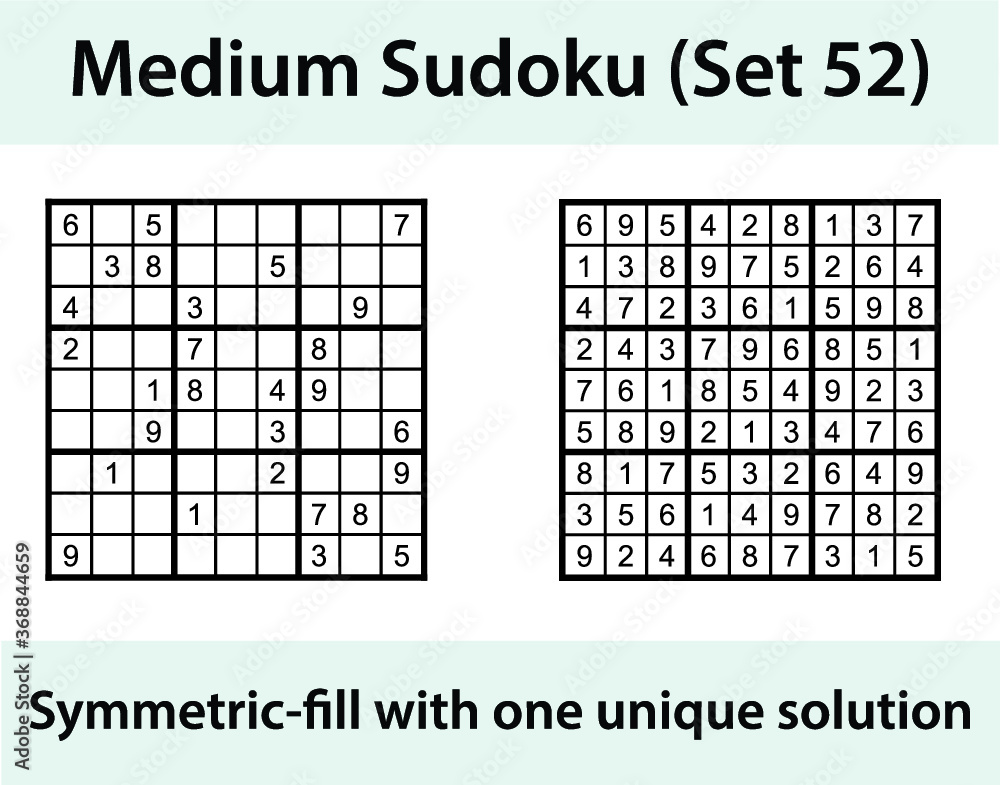 Medium Sudoku (Set 52)
6 5 7
3 8 5
4 3 9
2 7 8
1 8 4 9
9 3 6
1 2 9
1 7 8
9 3 5
6 9 5 4 2 8 1 3 7
1 3 8 9 7 5 2 6 4
4 7 2 3 6 1 5 9 8
2 4 3 7 9 6 8 5 1
7 6 1 8 5 4 9 2 3
5 8 9 2 1 3 4 7 6
8 1 7 5 3 2 6 4 9
3 5 6 1 4 9 7 8 2
9 2 4 6 8 7 3 1 5
Symmetric-fill with one unique solution
Adobe Stock | #368844659